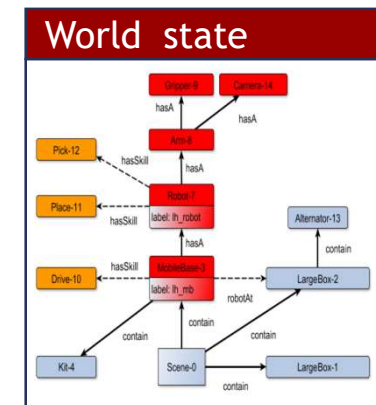 World state
Gripper-9
Camera-14
hasA
hasA
Arm-8
Pick-12
hasSkill
hasA
Robot-7
label: lh_robot
Place-11
hasSkill
Alternator-13
hasA
contain
hasSkill
MobileBase-3
label: lh_mb
Drive-10
robotAt
LargeBox-2
contain
contain
contain
Kit-4
Scene-0
LargeBox-1
contain